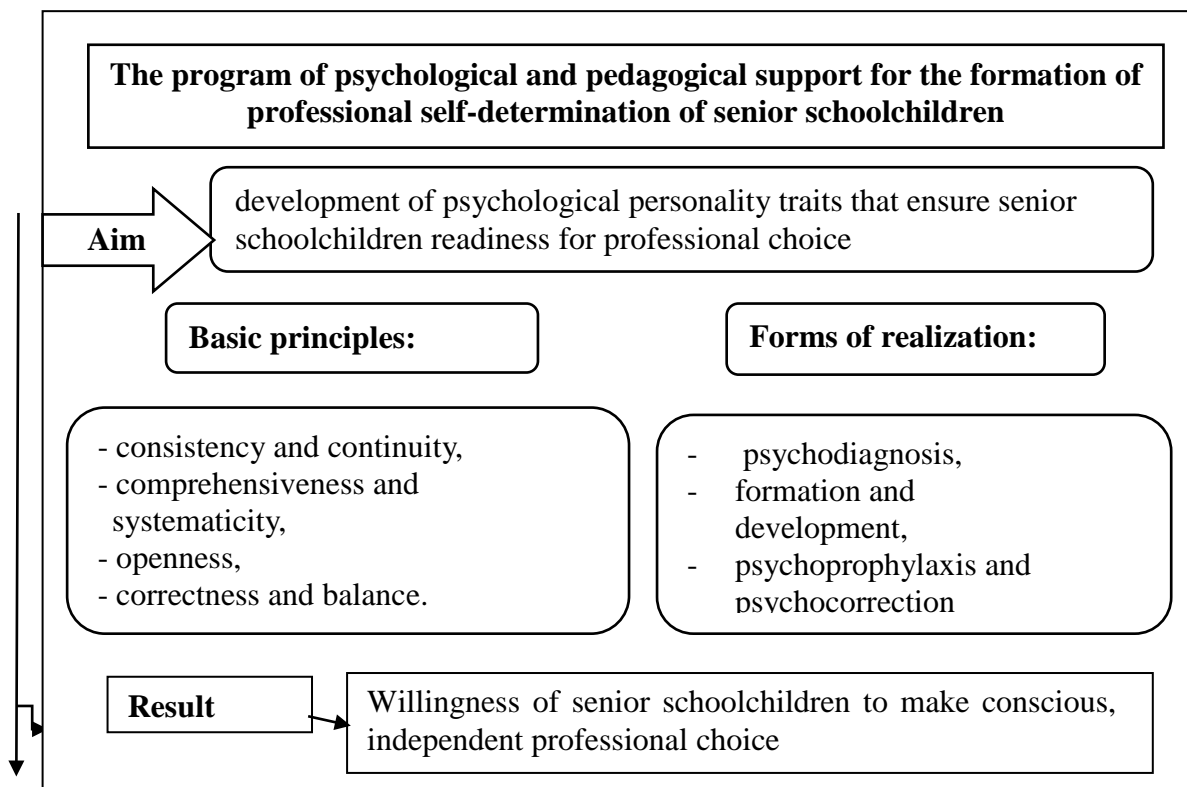 The program of psychological and pedagogical support for the formation of
professional self-determination of senior schoolchildren
Aim
development of psychological personality traits that ensure senior
schoolchildren readiness for professional choice
Basic principles:
Forms of realization:
- consistency and continuity,
- comprehensiveness and
systematicity,
- openness,
- correctness and balance.
- psychodiagnosis,
- formation and
development,
- psychoprophylaxis and
psychocorrection
Result
Willingness of senior schoolchildren to make conscious,
independent professional choice